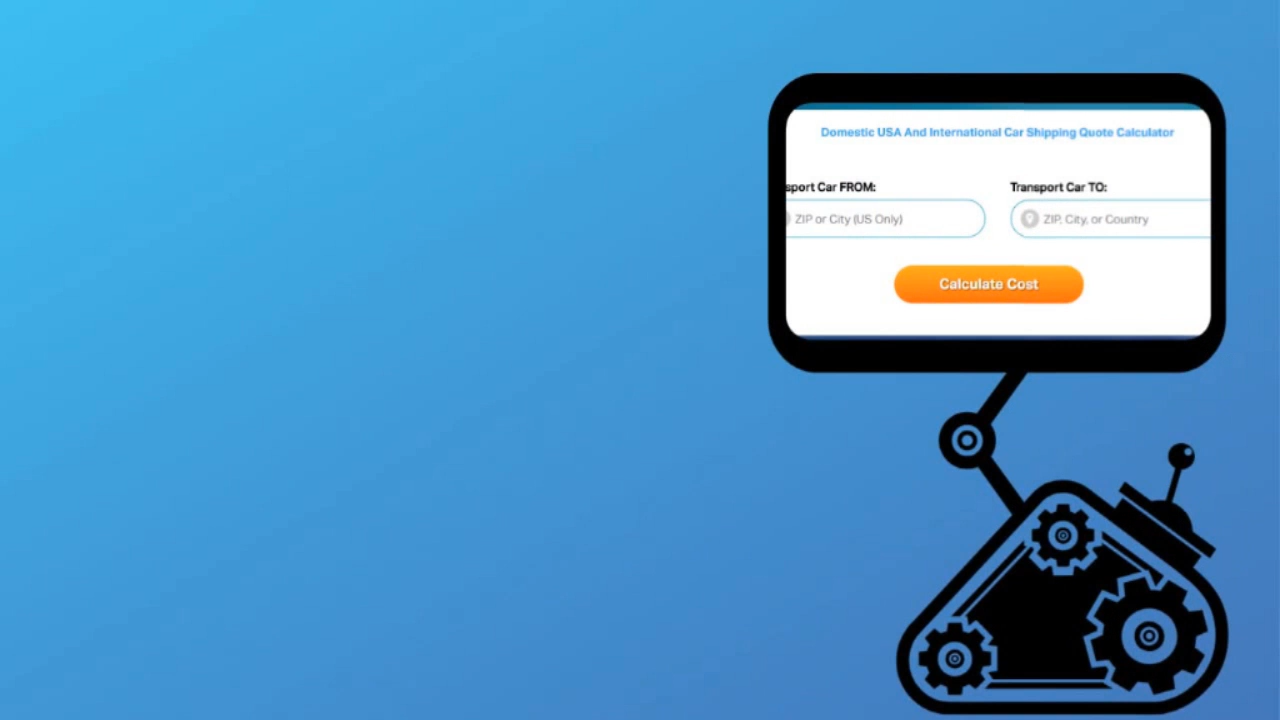 Domestic USA And International Car Shipping Quote Calculator
sport Car FROM:
Transport Car TO:
ZIP or City (US Only)
ZIP, City, or Country
Calculate Cost